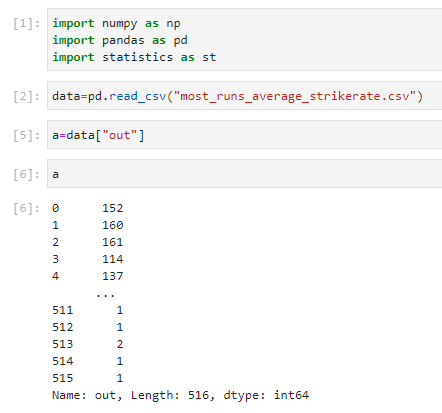 [1]: import numpy as np
import pandas as pd
import statistics as st
[2]: data=pd.read_csv("most_runs_average_strikerate.csv")
[5]: a=data["out"]
[6]: a
[6]: 0 152
1 160
2 161
3 114
4 137
...
511 1
512 1
513 2
514 1
515 1
Name: out, Length: 516, dtype: int64